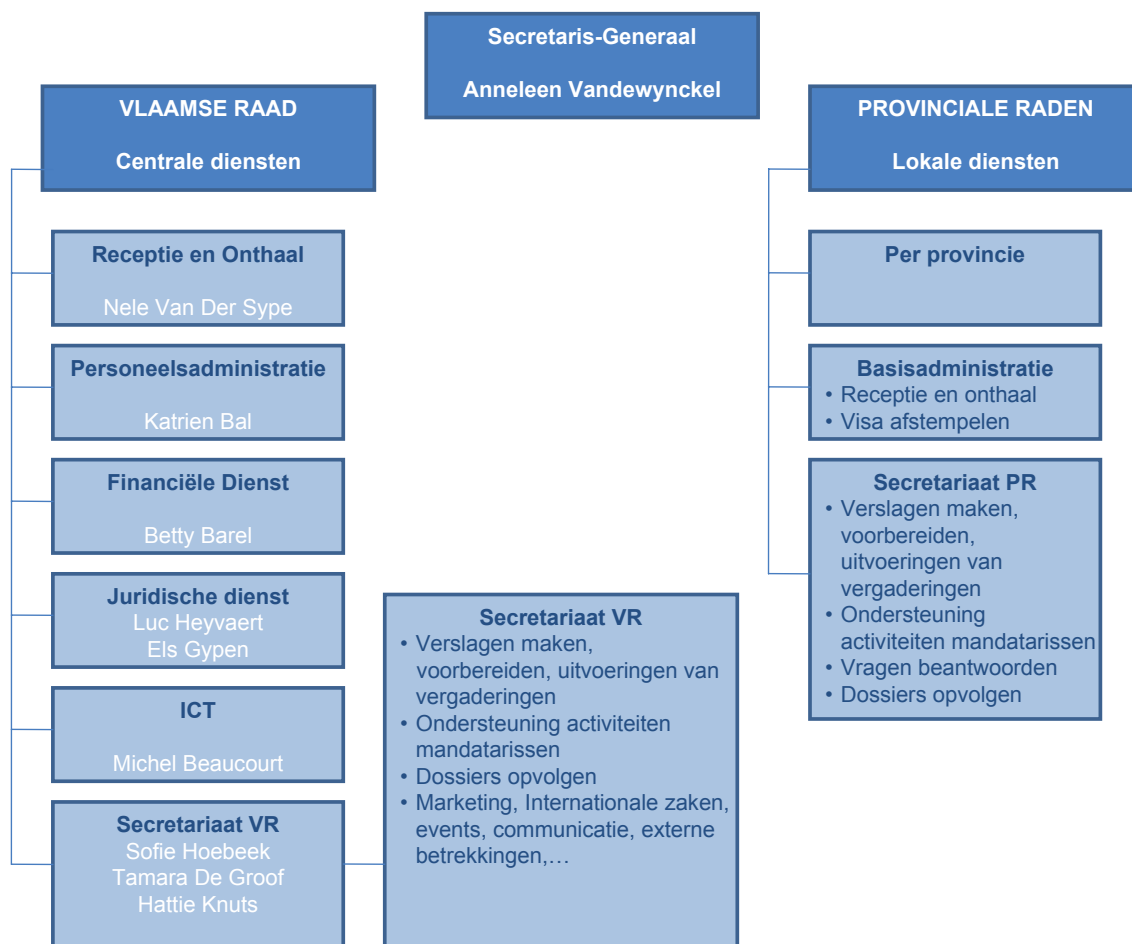 Secretaris-Generaal
Anneleen Vandewynckel
VLAAMSE RAAD
Centrale diensten
Receptie en Onthaal
Nele Van Der Sype
Personeelsadministratie
Katrien Bal
Financiële Dienst
Betty Barel
Juridische dienst
Luc Heyvaert
Els Gypen
ICT
Michel Beaucourt
Secretariaat VR
Sofie Hoebeek
Tamara De Groof
Hattie Knuts
Secretariaat VR
• Verslagen maken,
voorbereiden, uitvoeringen van
vergaderingen
• Ondersteuning activiteiten
mandatarissen
• Dossiers opvolgen
• Marketing, Internationale zaken,
events, communicatie, externe
betrekkingen,…
PROVINCIALE RADEN
Lokale diensten
Per provincie
Basisadministratie
• Receptie en onthaal
• Visa afstempelen
Secretariaat PR
• Verslagen maken,
voorbereiden,
uitvoeringen van
vergaderingen
• Ondersteuning
activiteiten mandatarissen
• Vragen beantwoorden
• Dossiers opvolgen